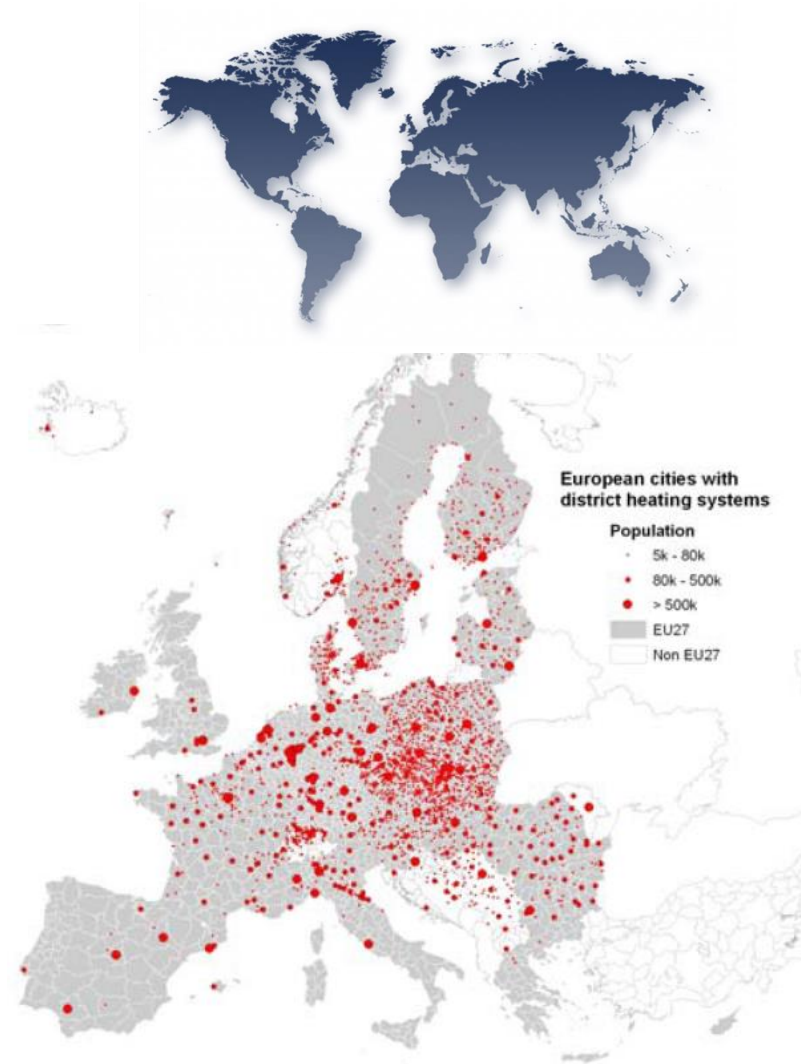 European cities with
district heating systems
Population
5k - 80k
80k - 500k
> 500k
EU27
Non EU27